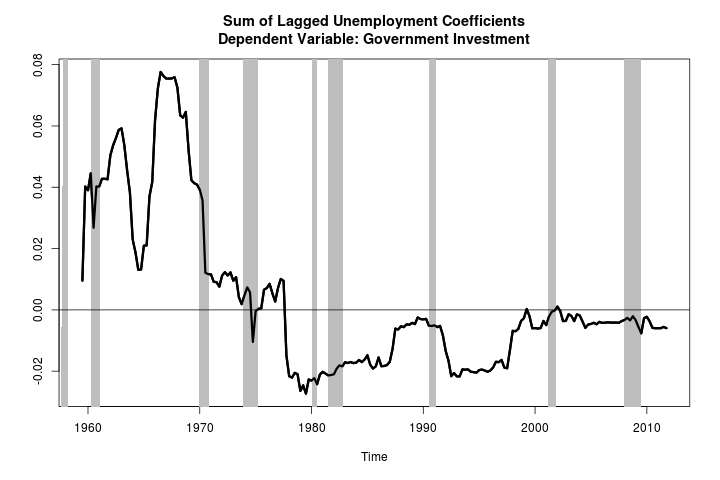 Sum of Lagged Unemployment Coefficients
Dependent Variable: Government Investment
0.08
0.06
0.04
0.02
0.00
-0.02
1960 1970 1980 1990 2000 2010
Time